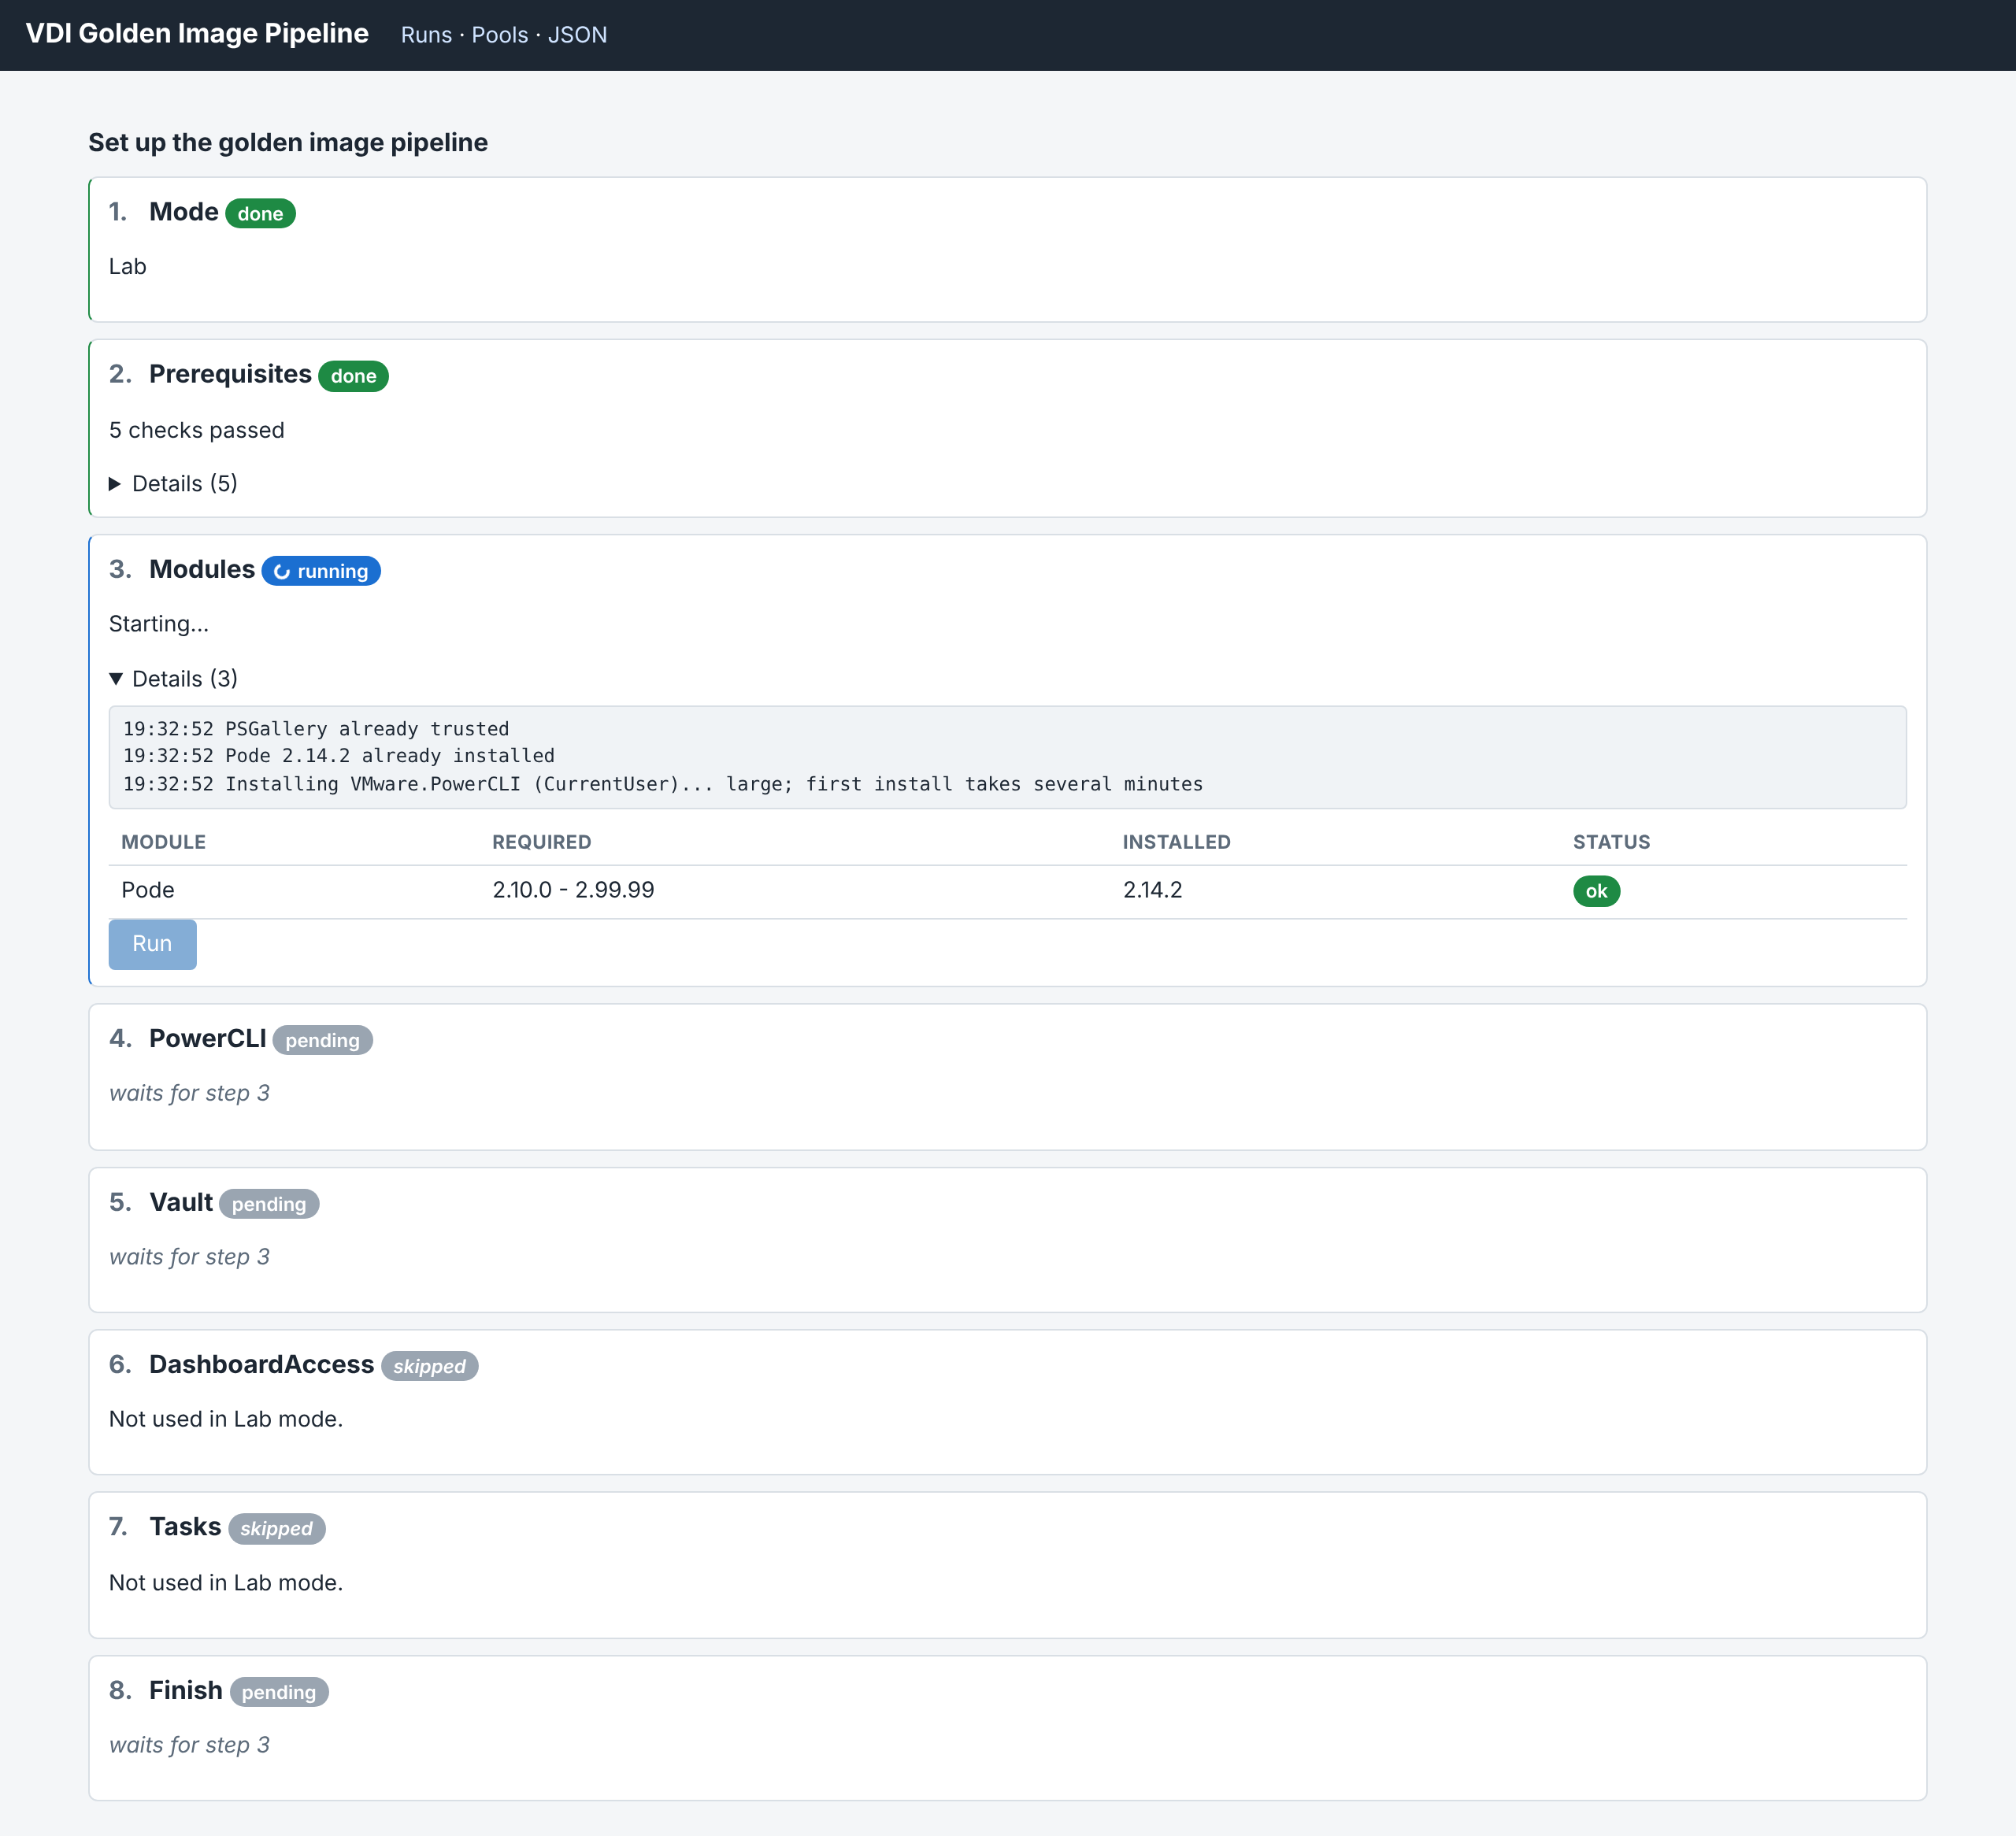 VDI Golden Image Pipeline Runs · Pools · JSON
Set up the golden image pipeline
1. Mode done
Lab
2. Prerequisites done
5 checks passed
Details (5)
3. Modules running
Starting...
Details (3)
19:32:52 PSGallery already trusted
19:32:52 Pode 2.14.2 already installed
19:32:52 Installing VMware.PowerCLI (CurrentUser)... large; first install takes several minutes
MODULE REQUIRED INSTALLED STATUS
Pode 2.10.0 - 2.99.99 2.14.2 ok
Run
4. PowerCLI pending
waits for step 3
5. Vault pending
waits for step 3
6. DashboardAccess skipped
Not used in Lab mode.
7. Tasks skipped
Not used in Lab mode.
8. Finish pending
waits for step 3